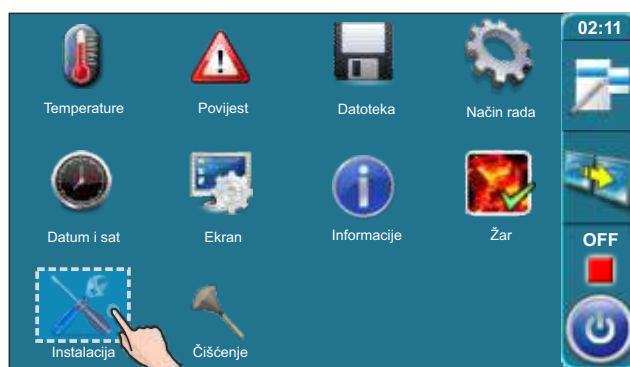 02:11
Temperature
Povijest
Datoteka
Način rada
Datum i sat
Ekran
Informacije
Žar
OFF
Instalacija
Čišćenje